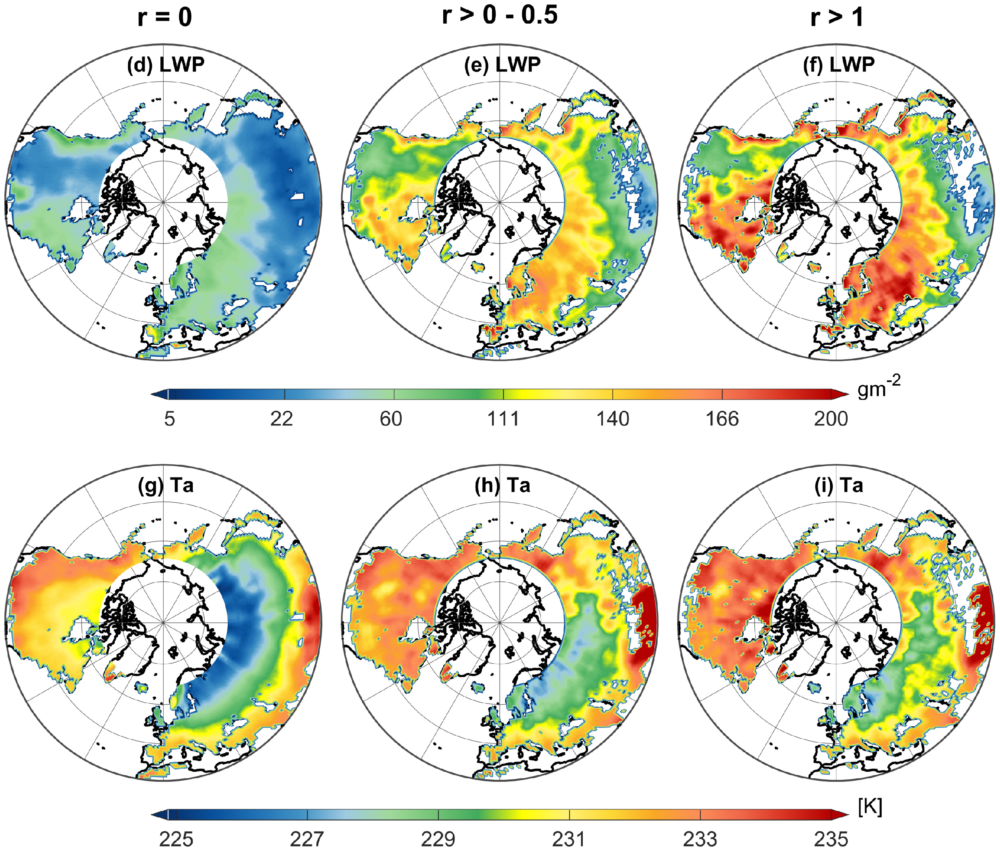 r = 0
r > 0 - 0.5
r > 1
(d) LWP
(e) LWP
(f) LWP
5 22 60 111 140 166 200 gm-2
(g) Ta
(h) Ta
(i) Ta
225 227 229 231 233 235 [K]